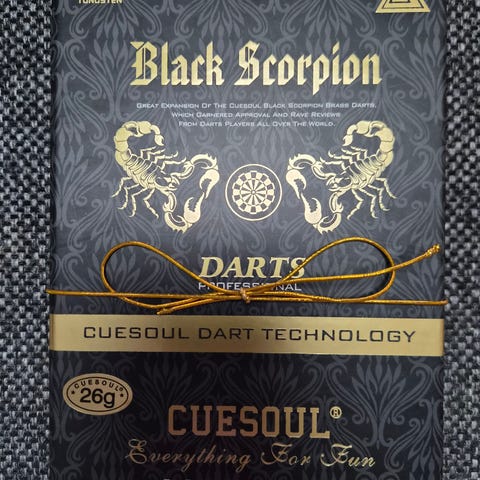 TUNGSTEN
Black Scorpion
GREAT EXPANSION OF THE CUESOUL BLACK SCORPION BRASS DARTS,
WHICH GARNERED APPROVAL AND RAVE REVIEWS
FROM DARTS PLAYERS ALL OVER THE WORLD.
DARTS
PROFESSIONAL
CUESOUL DART TECHNOLOGY
CUESOUL®
26g
CUESOUL®
Everything For Fun